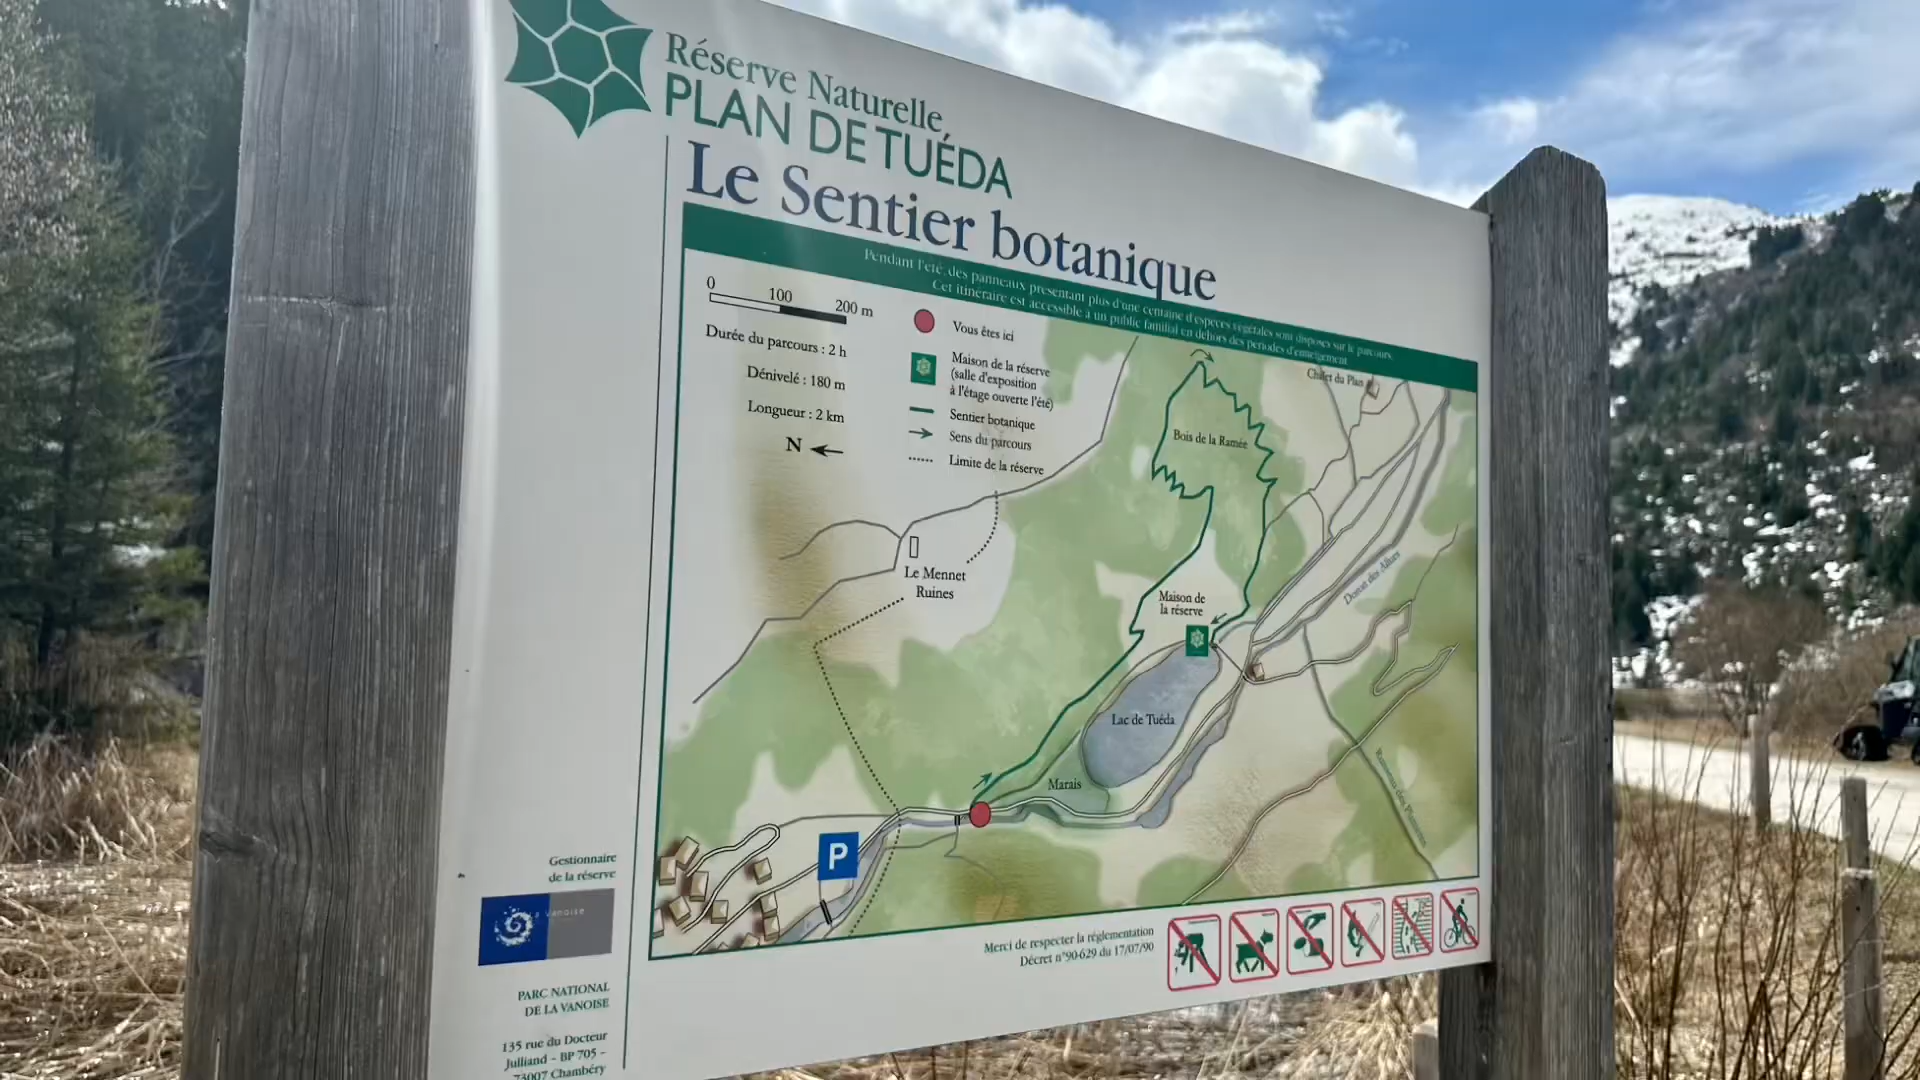 Réserve Naturelle
PLAN DE TUÉDA
Le Sentier botanique
Pendant l'été, des panneaux présentant plus d'une centaine d'espèces végétales sont disposés sur le parcours.
Cet itinéraire est accessible à un public familial en dehors des périodes d'enneigement
0 100 200 m
Durée du parcours : 2 h
Dénivelé : 180 m
Longueur : 2 km
N
Vous êtes ici
Maison de la réserve
(salle d'exposition
à l'étage ouverte l'été)
Sentier botanique
Sens du parcours
Limite de la réserve
Chalet du Plan
Bois de la Ramée
Le Mennet
Ruines
Maison de
la réserve
Doron des Allues
Lac de Tuéda
Marais
P
Gestionnaire
de la réserve
la Vanoise
PARC NATIONAL
DE LA VANOISE
135 rue du Docteur
Julliand - BP 705 -
73007 Chambéry
Merci de respecter la réglementation
Décret n°90-629 du 17/07/90